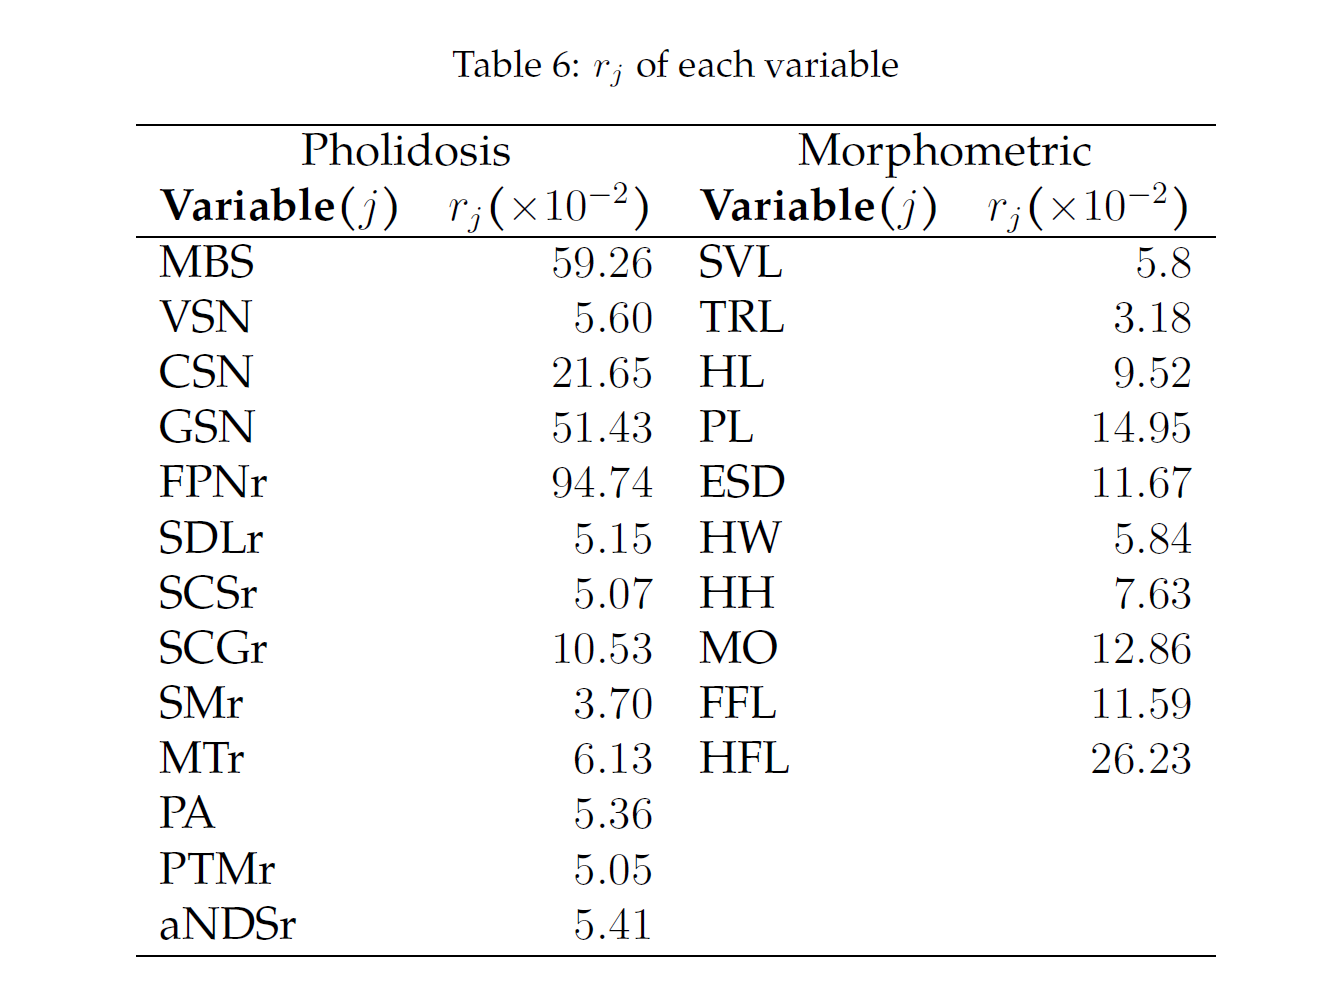 Table 6: r_j of each variable
Pholidosis Morphometric
Variable(j) r_j(×10⁻²) Variable(j) r_j(×10⁻²)
MBS 59.26 SVL 5.8
VSN 5.60 TRL 3.18
CSN 21.65 HL 9.52
GSN 51.43 PL 14.95
FPNr 94.74 ESD 11.67
SDLr 5.15 HW 5.84
SCSr 5.07 HH 7.63
SCGr 10.53 MO 12.86
SMr 3.70 FFL 11.59
MTr 6.13 HFL 26.23
PA 5.36
PTMr 5.05
aNDSr 5.41